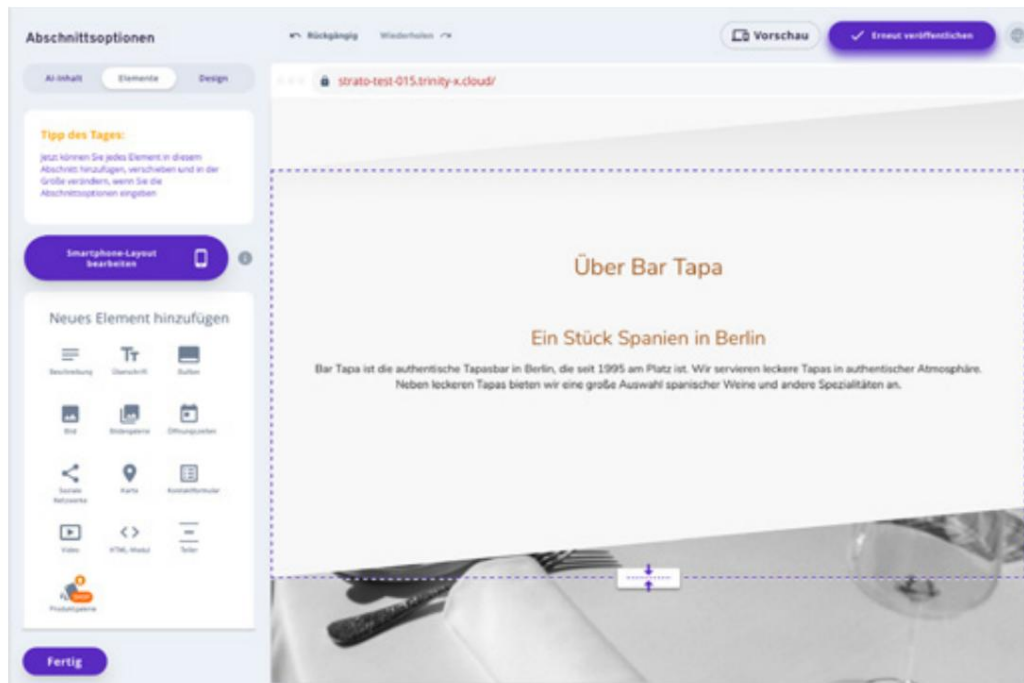 Abschnittsoptionen
Rückgängig
Wiederholen
Vorschau
Erneut veröffentlichen
AI-Inhalt
Elemente
Design
strato-test-015.trinity-x.cloud/
Tipp des Tages:
Jetzt können Sie jedes Element in diesem
Abschnitt hinzufügen, verschieben und in der
Größe verändern, wenn Sie die
Abschnittsoptionen eingeben
Smartphone-Layout
bearbeiten
Neues Element hinzufügen
Beschreibung
Überschrift
Button
Bild
Bildergalerie
Öffnungszeiten
Soziale
Netzwerke
Karte
Kontaktformular
Video
HTML-Modul
Teiler
Produktgalerie
Fertig
Über Bar Tapa
Ein Stück Spanien in Berlin
Bar Tapa ist die authentische Tapasbar in Berlin, die seit 1995 am Platz ist. Wir servieren leckere Tapas in authentischer Atmosphäre.
Neben leckeren Tapas bieten wir eine große Auswahl spanischer Weine und andere Spezialitäten an.